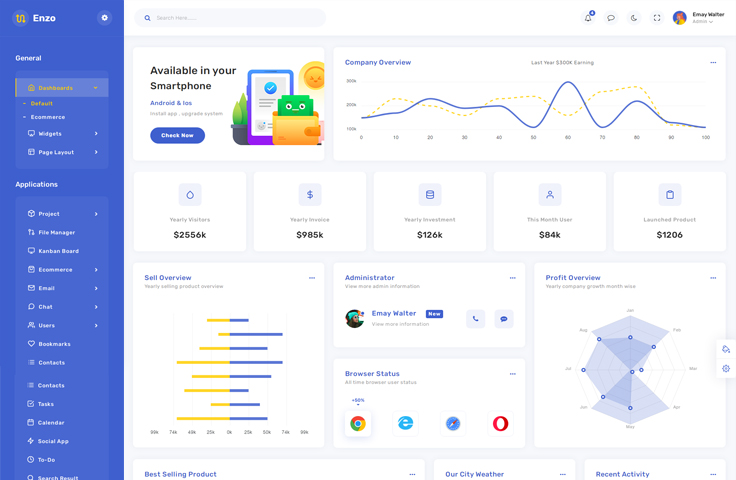 Enzo
Search Here.....
4
Emay Walter
Admin
General
Dashboards
Default
Ecommerce
Widgets
Page Layout
Applications
Project
File Manager
Kanban Board
Ecommerce
Email
Chat
Users
Bookmarks
Contacts
Contacts
Tasks
Calendar
Social App
To-Do
Search Result
Available in your
Smartphone
Android & Ios
Install app . upgrade system
Check Now
Company Overview
Last Year $300K Earning
300k
200k
100k
0 10 20 30 40 50 60 70 80 90 100
Yearly Visitors
$2556k
Yearly Invoice
$985k
Yearly Investment
$126k
This Month User
$84k
Launched Product
$1206
Sell Overview
Yearly selling product overview
99k 74k 49k 25k 0k 25k 50k 74k 99k
Administrator
View more admin information
Emay Walter
New
View more information
Browser Status
All time browser user status
+50%
Profit Overview
Yearly company growth month wise
Jan
Feb
Mar
Apr
May
Jun
Jul
Aug
Best Selling Product
Our City Weather
Recent Activity